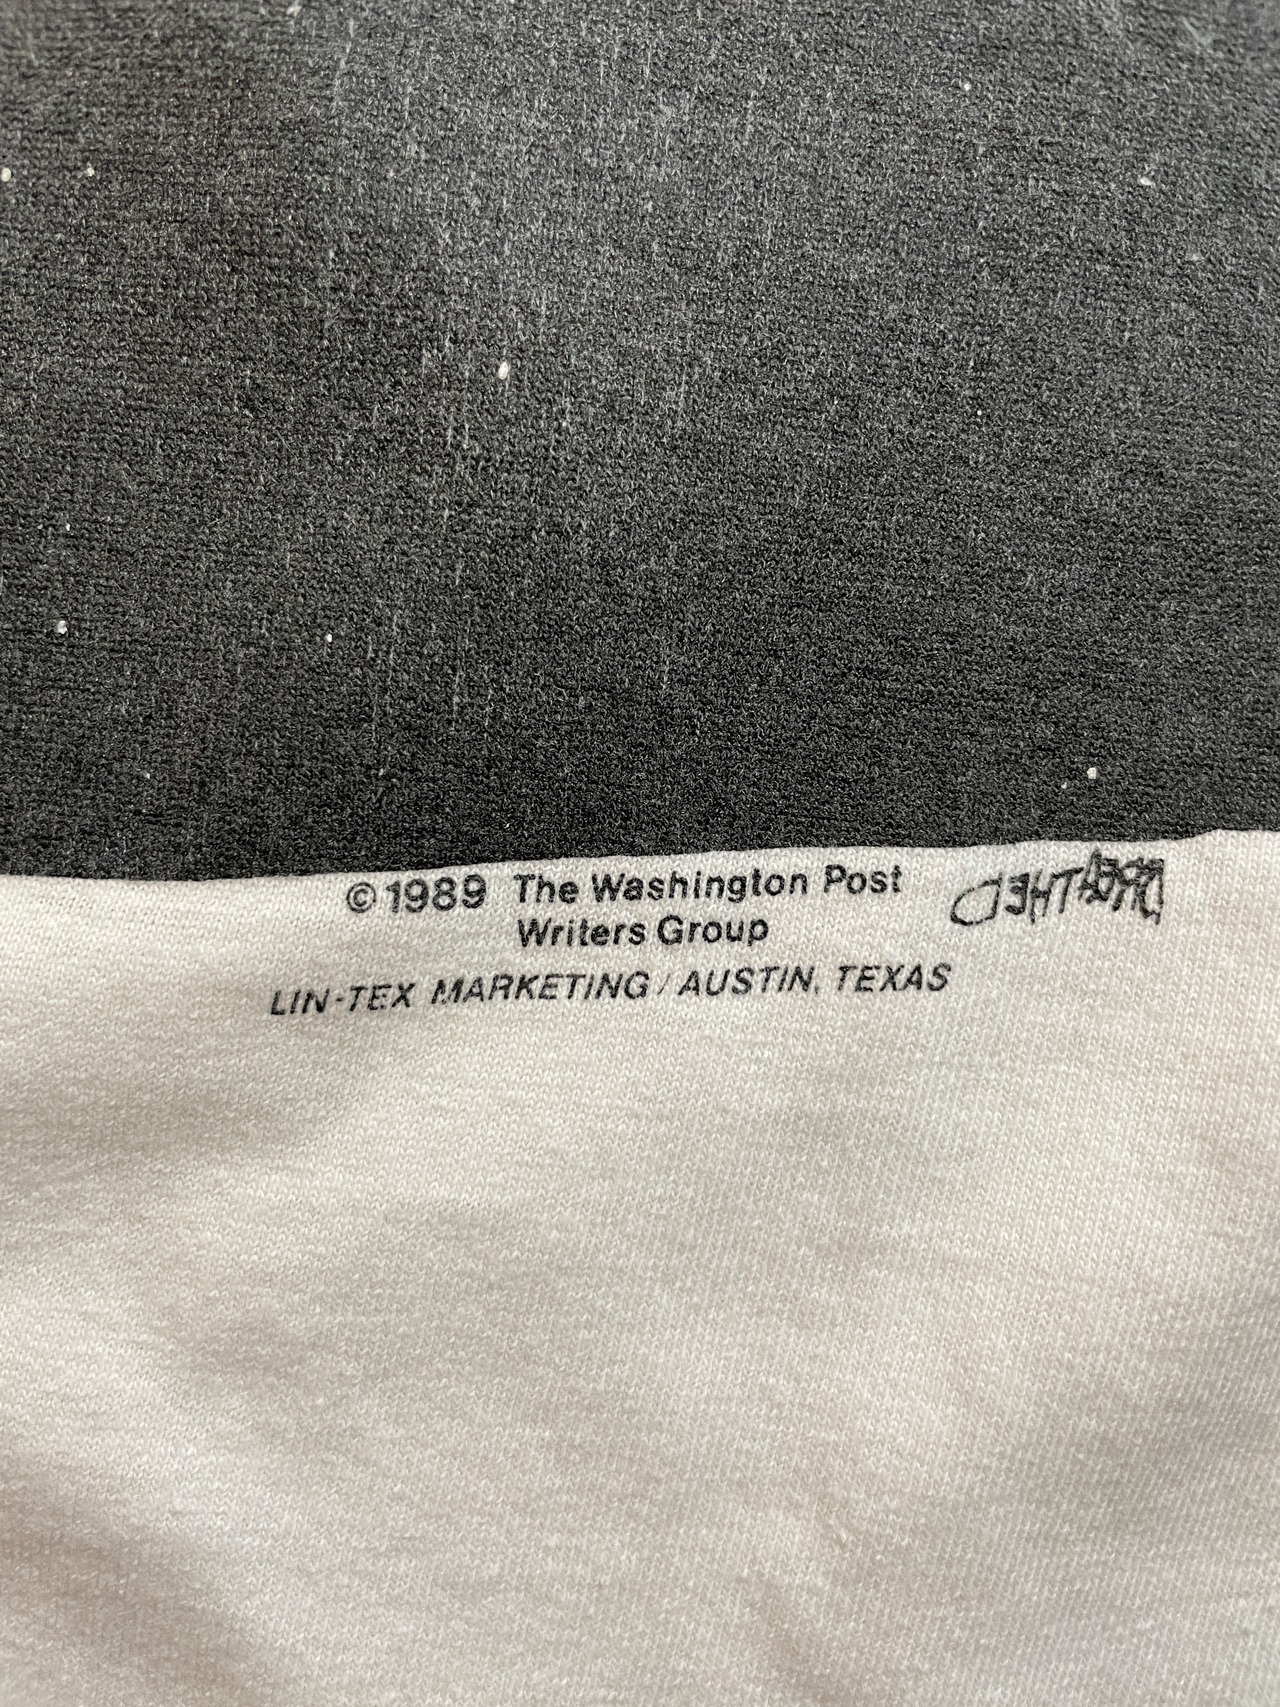 ©1989 The Washington Post
Writers Group
LIN-TEX MARKETING / AUSTIN, TEXAS